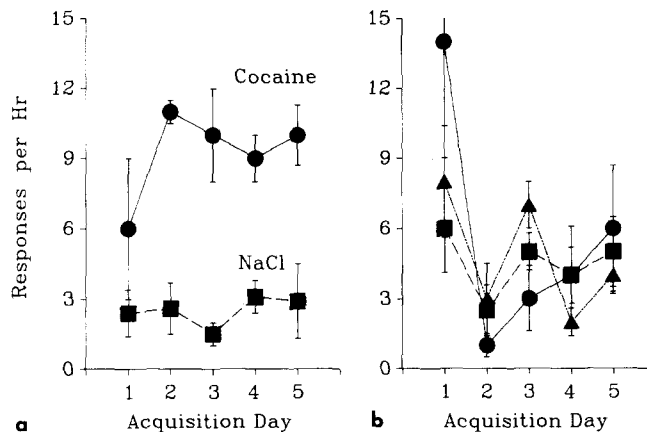 Responses per Hr
15
12
9
6
3
0
Cocaine
NaCl
1 2 3 4 5
Acquisition Day
a
15
12
9
6
3
0
1 2 3 4 5
Acquisition Day
b